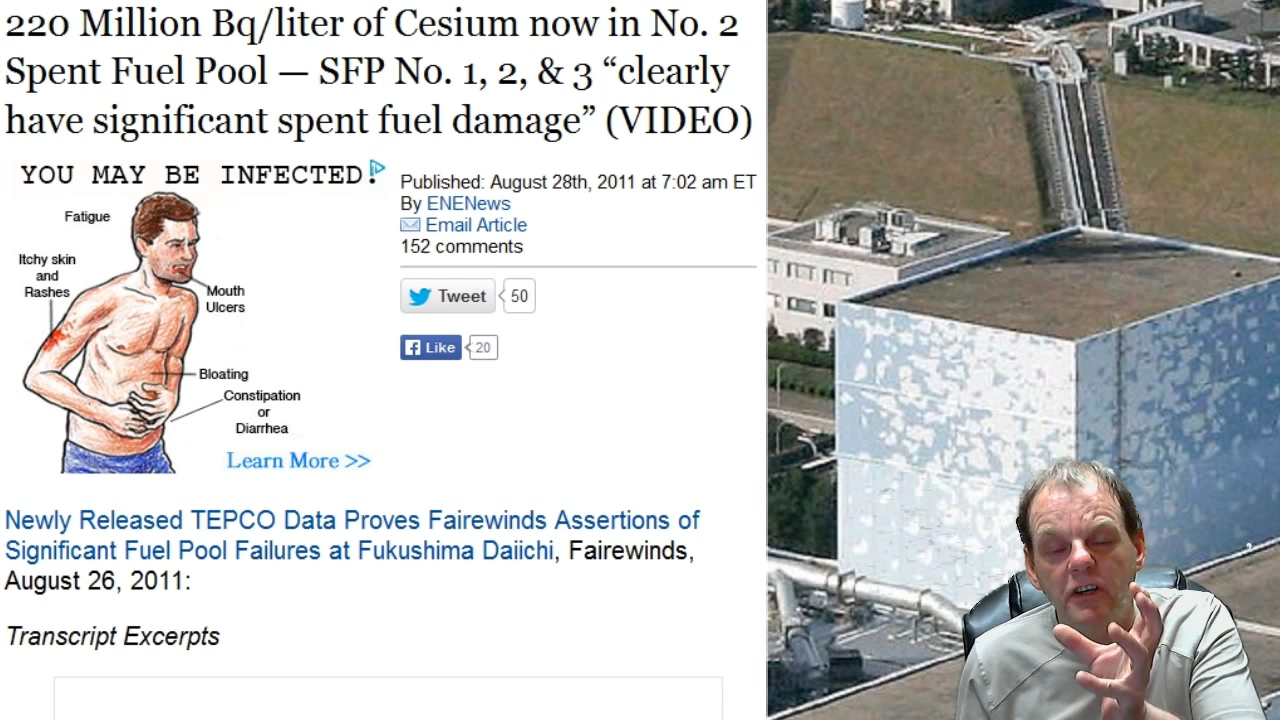 220 Million Bq/liter of Cesium now in No. 2
Spent Fuel Pool — SFP No. 1, 2, & 3 “clearly
have significant spent fuel damage” (VIDEO)
YOU MAY BE INFECTED!
Fatigue
Itchy skin
and
Rashes
Mouth
Ulcers
Bloating
Constipation
or
Diarrhea
Learn More >>
Published: August 28th, 2011 at 7:02 am ET
By ENENews
Email Article
152 comments
Tweet 50
Like 20
Newly Released TEPCO Data Proves Fairewinds Assertions of
Significant Fuel Pool Failures at Fukushima Daiichi, Fairewinds,
August 26, 2011:
Transcript Excerpts